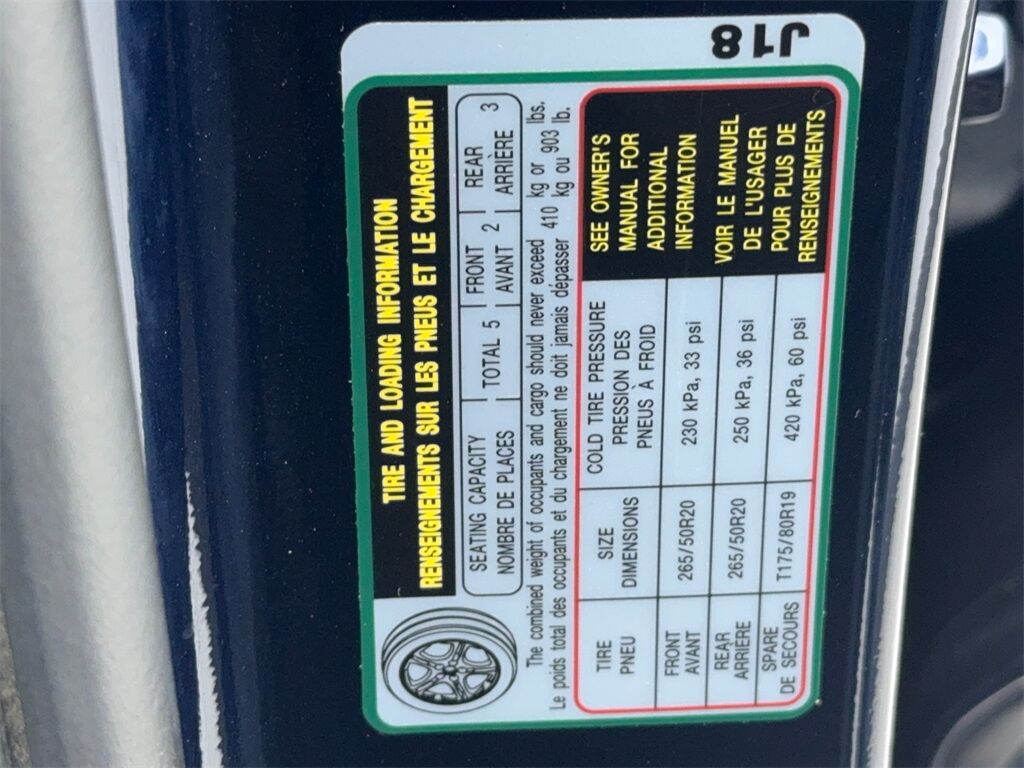 J18
TIRE AND LOADING INFORMATION
RENSEIGNEMENTS SUR LES PNEUS ET LE CHARGEMENT
SEATING CAPACITY TOTAL 5 FRONT 2 REAR 3
NOMBRE DE PLACES AVANT ARRIÈRE
The combined weight of occupants and cargo should never exceed 410 kg or 903 lbs.
Le poids total des occupants et du chargement ne doit jamais dépasser 410 kg ou 903 lb.
TIRE
PNEU
SIZE
DIMENSIONS
COLD TIRE PRESSURE
PRESSION DES
PNEUS À FROID
FRONT
AVANT
265/50R20
230 kPa, 33 psi
REAR
ARRIÈRE
265/50R20
250 kPa, 36 psi
SPARE
DE SECOURS
T175/80R19
420 kPa, 60 psi
SEE OWNER'S
MANUAL FOR
ADDITIONAL
INFORMATION
VOIR LE MANUEL
DE L'USAGER
POUR PLUS DE
RENSEIGNEMENTS